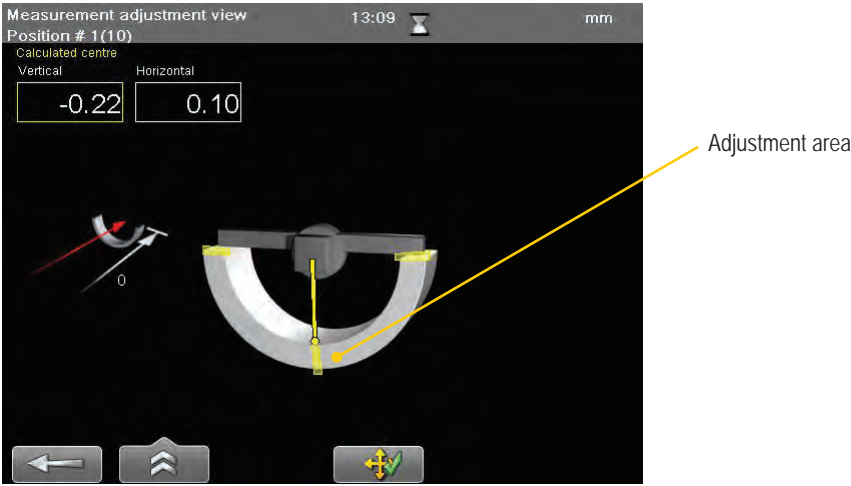 Measurement adjustment view 13:09 mm
Position # 1(10)
Calculated centre
Vertical Horizontal
-0.22 0.10
Adjustment area
0